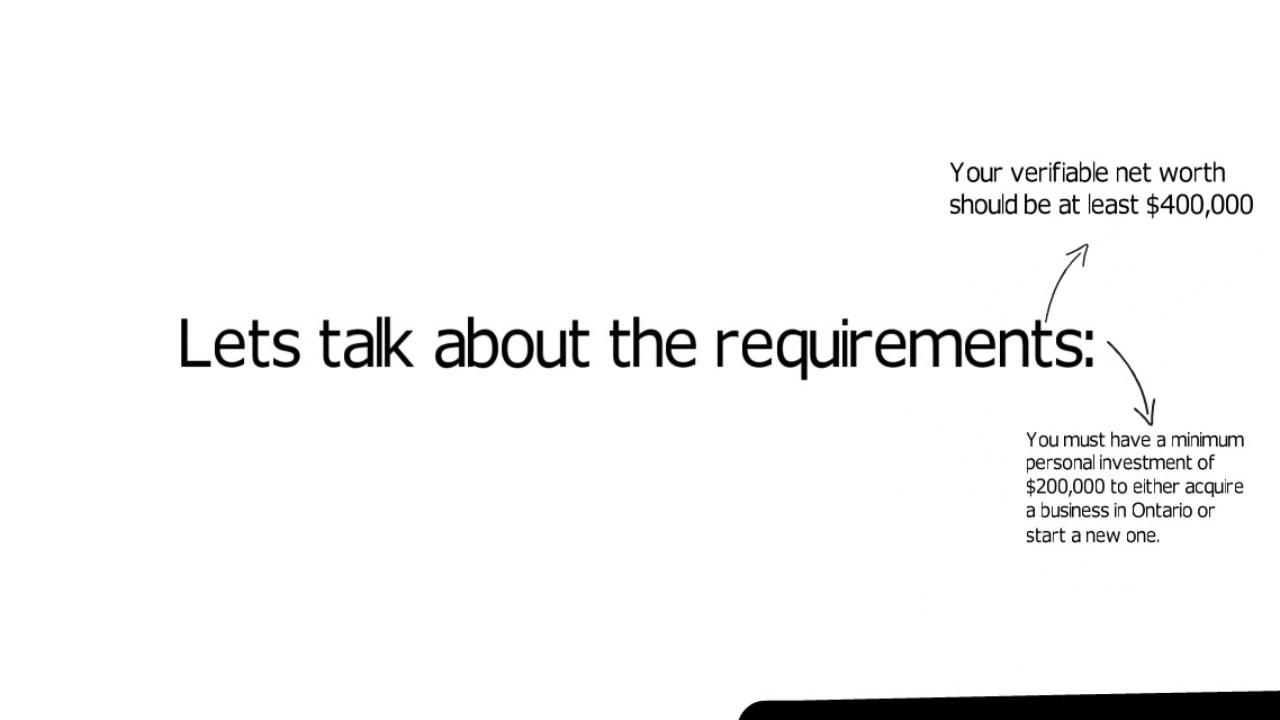 Your verifiable net worth
should be at least $400,000
Lets talk about the requirements:
You must have a minimum
personal investment of
$200,000 to either acquire
a business in Ontario or
start a new one.